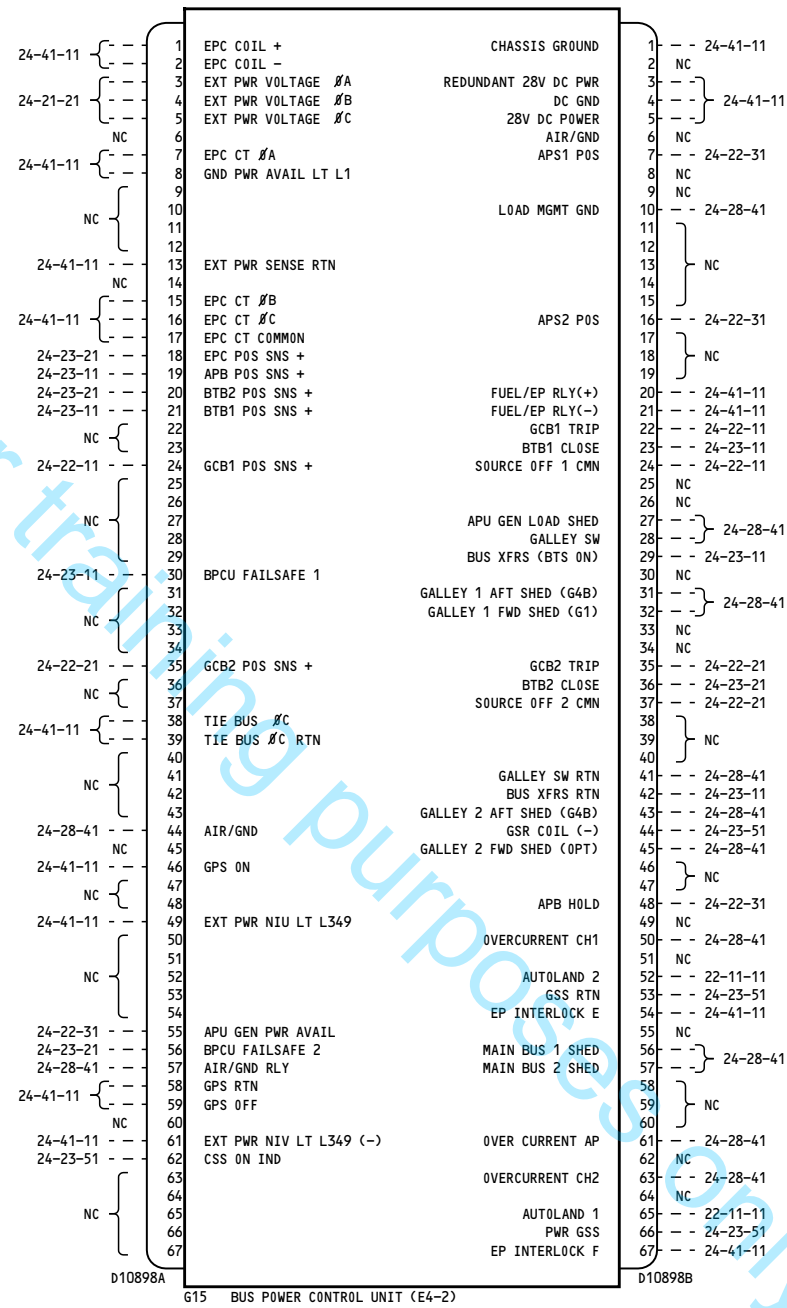 24-41-11 1 EPC COIL + CHASSIS GROUND 1 24-41-11
2 EPC COIL - 2 NC
24-21-21 3 EXT PWR VOLTAGE ØA REDUNDANT 28V DC PWR 3 24-41-11
4 EXT PWR VOLTAGE ØB DC GND 4
5 EXT PWR VOLTAGE ØC 28V DC POWER 5
NC 6 AIR/GND 6 NC
24-41-11 7 EPC CT ØA APS1 POS 7 24-22-31
8 GND PWR AVAIL LT L1 8 NC
NC 9 9 NC
10 LOAD MGMT GND 10 24-28-41
11 11 NC
12 12
24-41-11 13 EXT PWR SENSE RTN 13
NC 14 14
24-41-11 15 EPC CT ØB 15
16 EPC CT ØC APS2 POS 16 24-22-31
17 EPC CT COMMON 17 NC
24-23-21 18 EPC POS SNS + 18
24-23-11 19 APB POS SNS + 19
24-23-21 20 BTB2 POS SNS + FUEL/EP RLY(+) 20 24-41-11
24-23-11 21 BTB1 POS SNS + FUEL/EP RLY(-) 21 24-41-11
NC 22 GCB1 TRIP 22 24-22-11
23 BTB1 CLOSE 23 24-23-11
24-22-11 24 GCB1 POS SNS + SOURCE OFF 1 CMN 24 24-22-11
NC 25 25 NC
26 26 NC
27 APU GEN LOAD SHED 27 24-28-41
28 GALLEY SW 28
29 BUS XFRS (BTS ON) 29 24-23-11
24-23-11 30 BPCU FAILSAFE 1 30 NC
NC 31 GALLEY 1 AFT SHED (G4B) 31 24-28-41
32 GALLEY 1 FWD SHED (G1) 32
33 33 NC
34 34 NC
24-22-21 35 GCB2 POS SNS + GCB2 TRIP 35 24-22-21
NC 36 BTB2 CLOSE 36 24-23-21
37 SOURCE OFF 2 CMN 37 24-22-21
24-41-11 38 TIE BUS ØC 38 NC
39 TIE BUS ØC RTN 39
NC 40 40
41 GALLEY SW RTN 41 24-28-41
42 BUS XFRS RTN 42 24-23-11
43 GALLEY 2 AFT SHED (G4B) 43 24-28-41
24-28-41 44 AIR/GND GSR COIL (-) 44 24-23-51
NC 45 GALLEY 2 FWD SHED (OPT) 45 24-28-41
24-41-11 46 GPS ON 46 NC
NC 47 47
48 APB HOLD 48 24-22-31
24-41-11 49 EXT PWR NIU LT L349 49 NC
NC 50 OVERCURRENT CH1 50 24-28-41
51 51 NC
52 AUTOLAND 2 52 22-11-11
53 GSS RTN 53 24-23-51
54 EP INTERLOCK E 54 24-41-11
24-22-31 55 APU GEN PWR AVAIL 55 NC
24-23-21 56 BPCU FAILSAFE 2 MAIN BUS 1 SHED 56 24-28-41
24-28-41 57 AIR/GND RLY MAIN BUS 2 SHED 57
24-41-11 58 GPS RTN 58 NC
59 GPS OFF 59
NC 60 60
24-41-11 61 EXT PWR NIV LT L349 (-) OVER CURRENT AP 61 24-28-41
24-23-51 62 CSS ON IND 62 NC
NC 63 OVERCURRENT CH2 63 24-28-41
64 64 NC
65 AUTOLAND 1 65 22-11-11
66 PWR GSS 66 24-23-51
67 EP INTERLOCK F 67 24-41-11
D10898A D10898B
G15 BUS POWER CONTROL UNIT (E4-2)
training purposes only